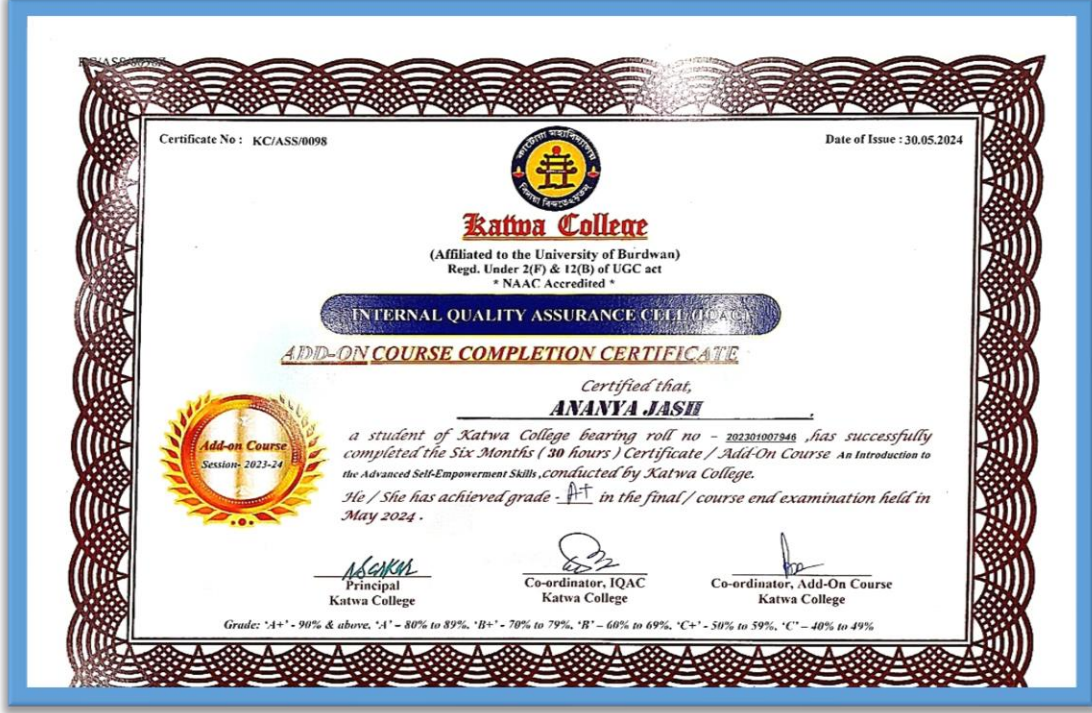 Certificate No : KC/ASS/0098
Date of Issue : 30.05.2024
কাটোয়া মহাবিদ্যালয়
Katwa College
(Affiliated to the University of Burdwan)
Regd. Under 2(F) & 12(B) of UGC act
* NAAC Accredited *
INTERNAL QUALITY ASSURANCE CELL (IQAC)
ADD-ON COURSE COMPLETION CERTIFICATE
Certified that,
ANANYA JASH .
a student of Katwa College bearing roll no – 202301007946 ,has successfully
completed the Six Months ( 30 hours ) Certificate / Add-On Course An Introduction to
the Advanced Self-Empowerment Skills ,conducted by Katwa College.
He / She has achieved grade - A+ in the final / course end examination held in
May 2024 .
Add-on Course
Session- 2023-24
NSarkar
Principal
Katwa College
Co-ordinator, IQAC
Katwa College
Co-ordinator, Add-On Course
Katwa College
Grade: 'A+' - 90% & above, 'A' – 80% to 89%, 'B+' - 70% to 79%, 'B' – 60% to 69%, 'C+' - 50% to 59%, 'C' – 40% to 49%